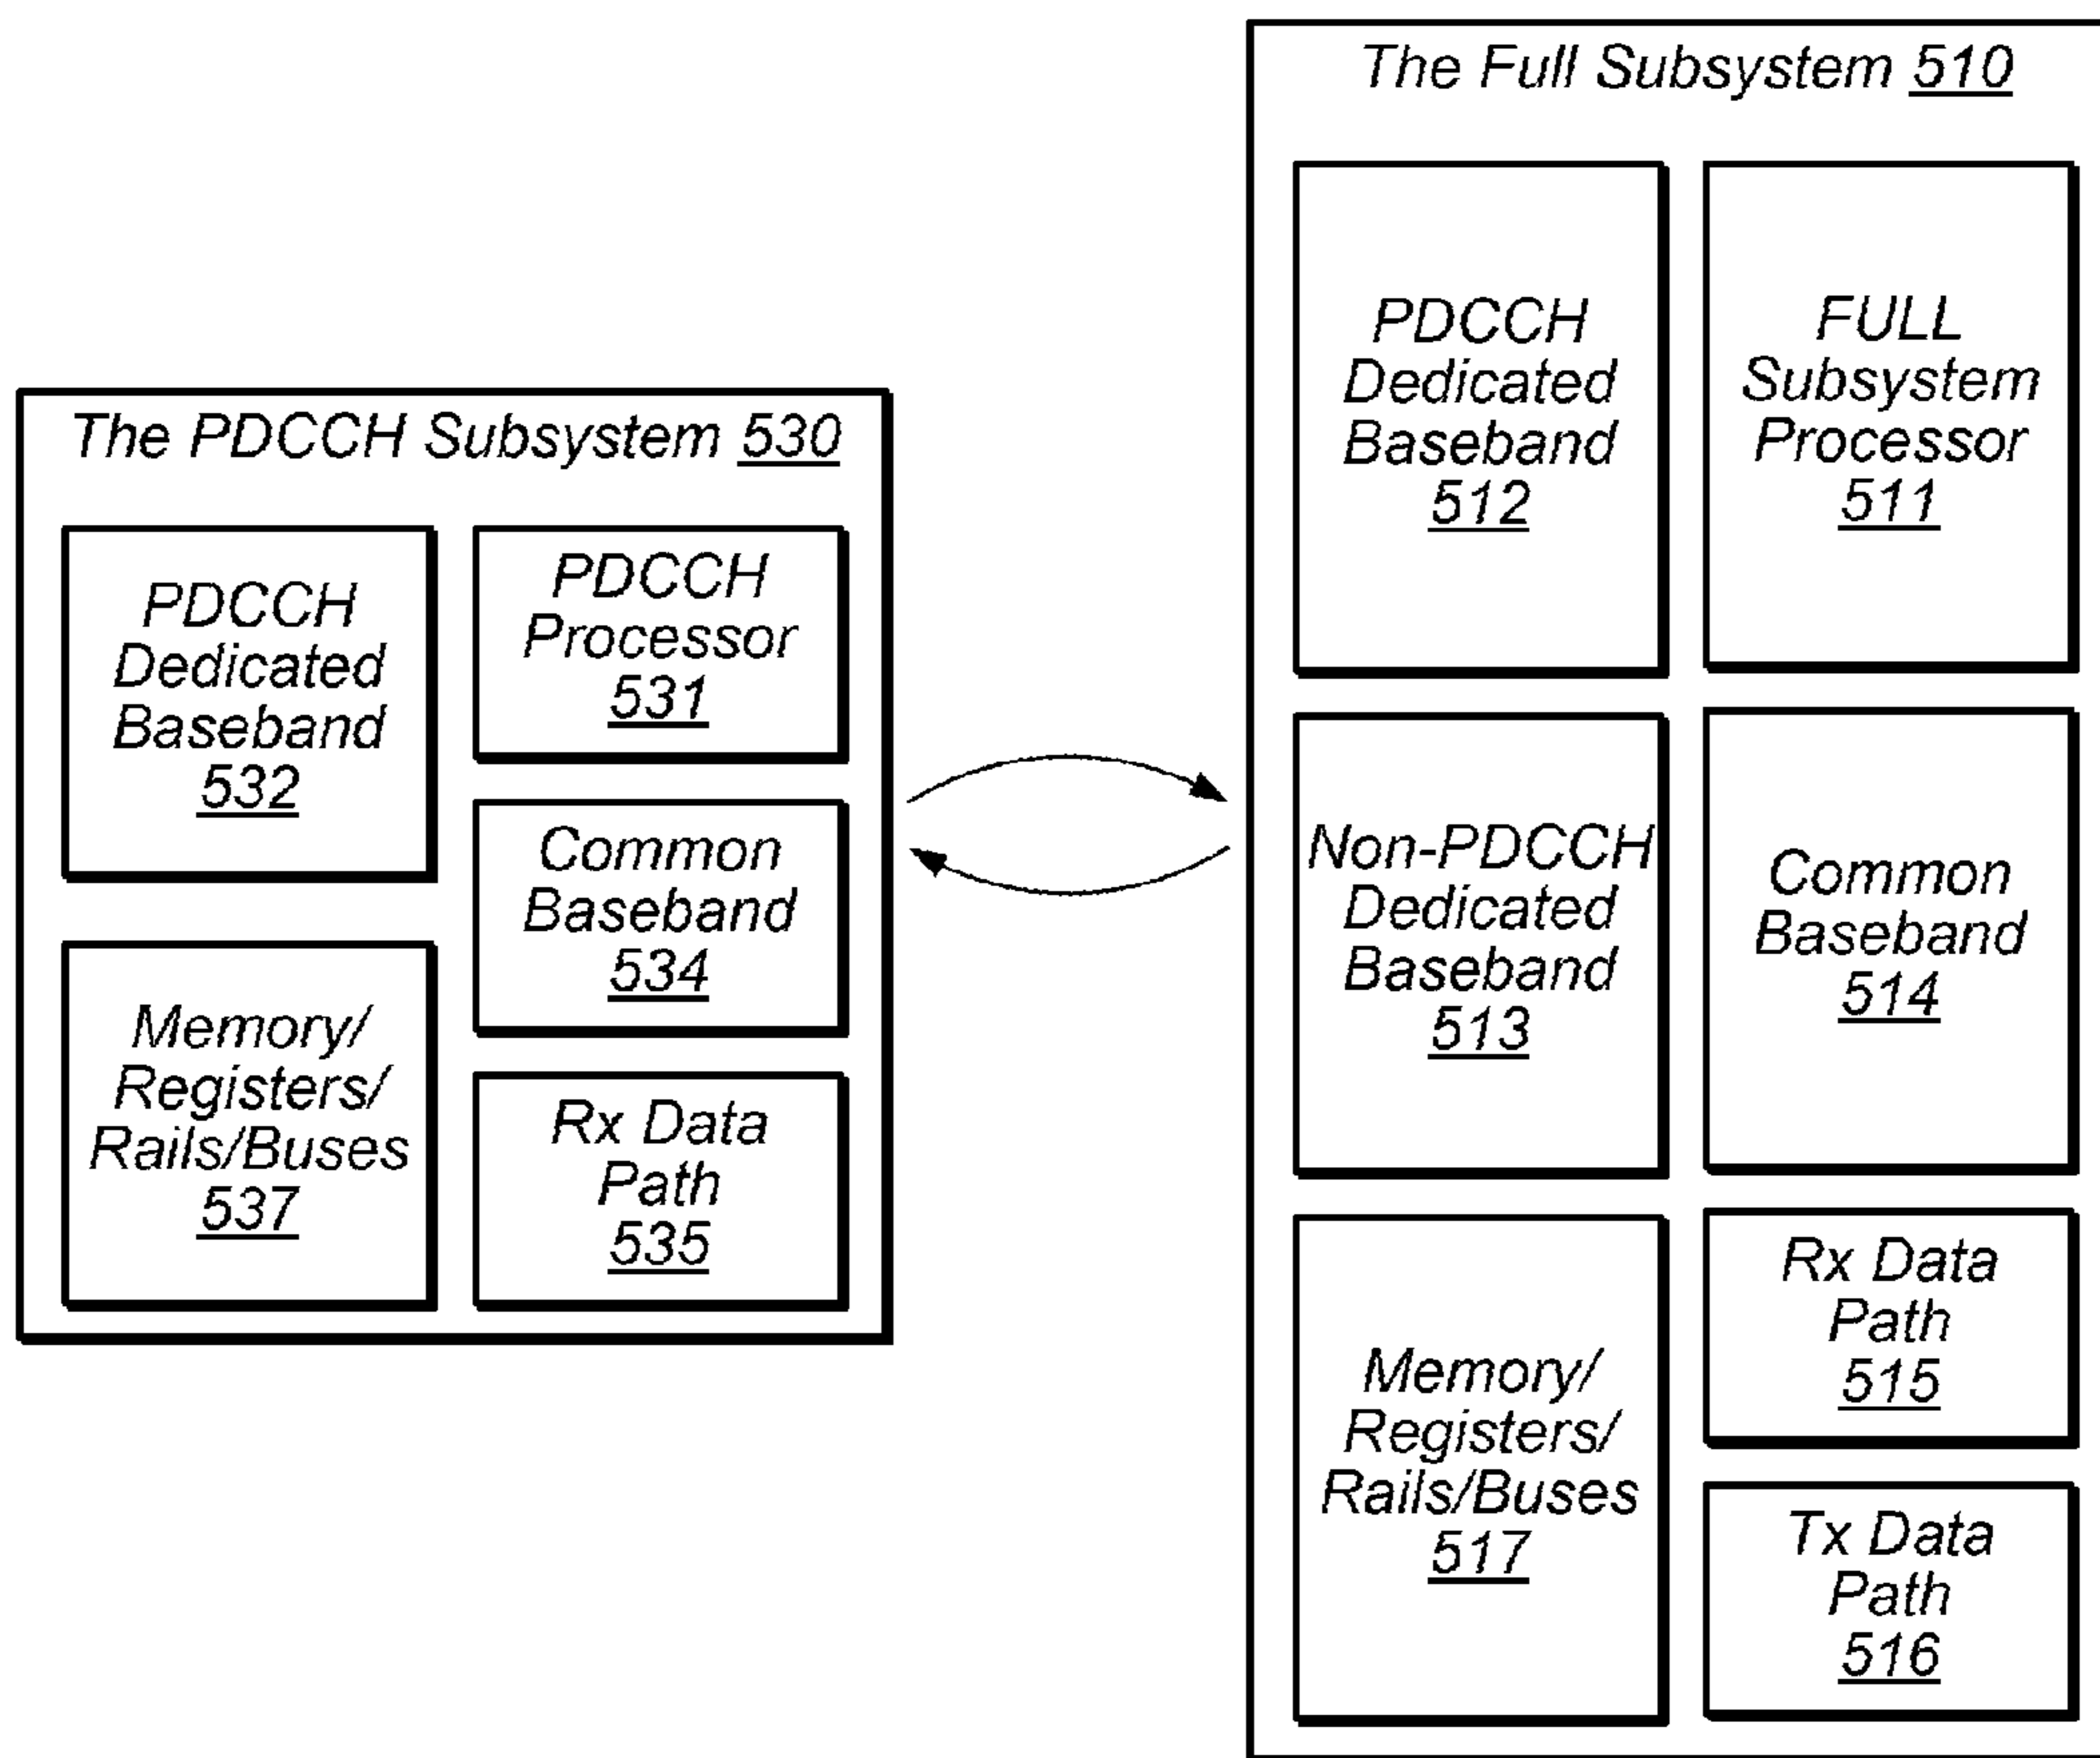 The PDCCH Subsystem 530
PDCCH
Dedicated
Baseband
532
PDCCH
Processor
531
Common
Baseband
534
Memory/
Registers/
Rails/Buses
537
Rx Data
Path
535
The Full Subsystem 510
PDCCH
Dedicated
Baseband
512
FULL
Subsystem
Processor
511
Non-PDCCH
Dedicated
Baseband
513
Common
Baseband
514
Memory/
Registers/
Rails/Buses
517
Rx Data
Path
515
Tx Data
Path
516